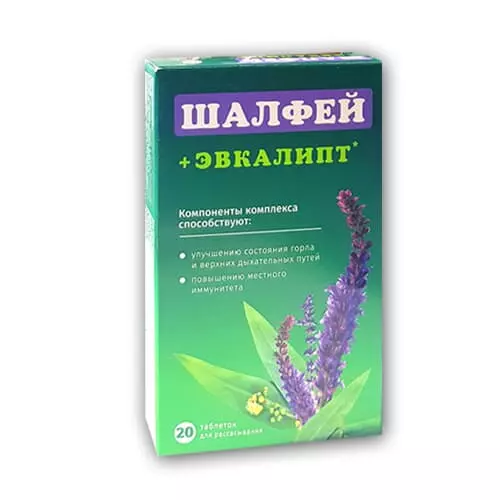 ШАЛФЕЙ
+ЭВКАЛИПТ*
Компоненты комплекса
способствуют:
улучшению состояния горла
и верхних дыхательных путей
повышению местного
иммунитета
20 таблеток
для рассасывания